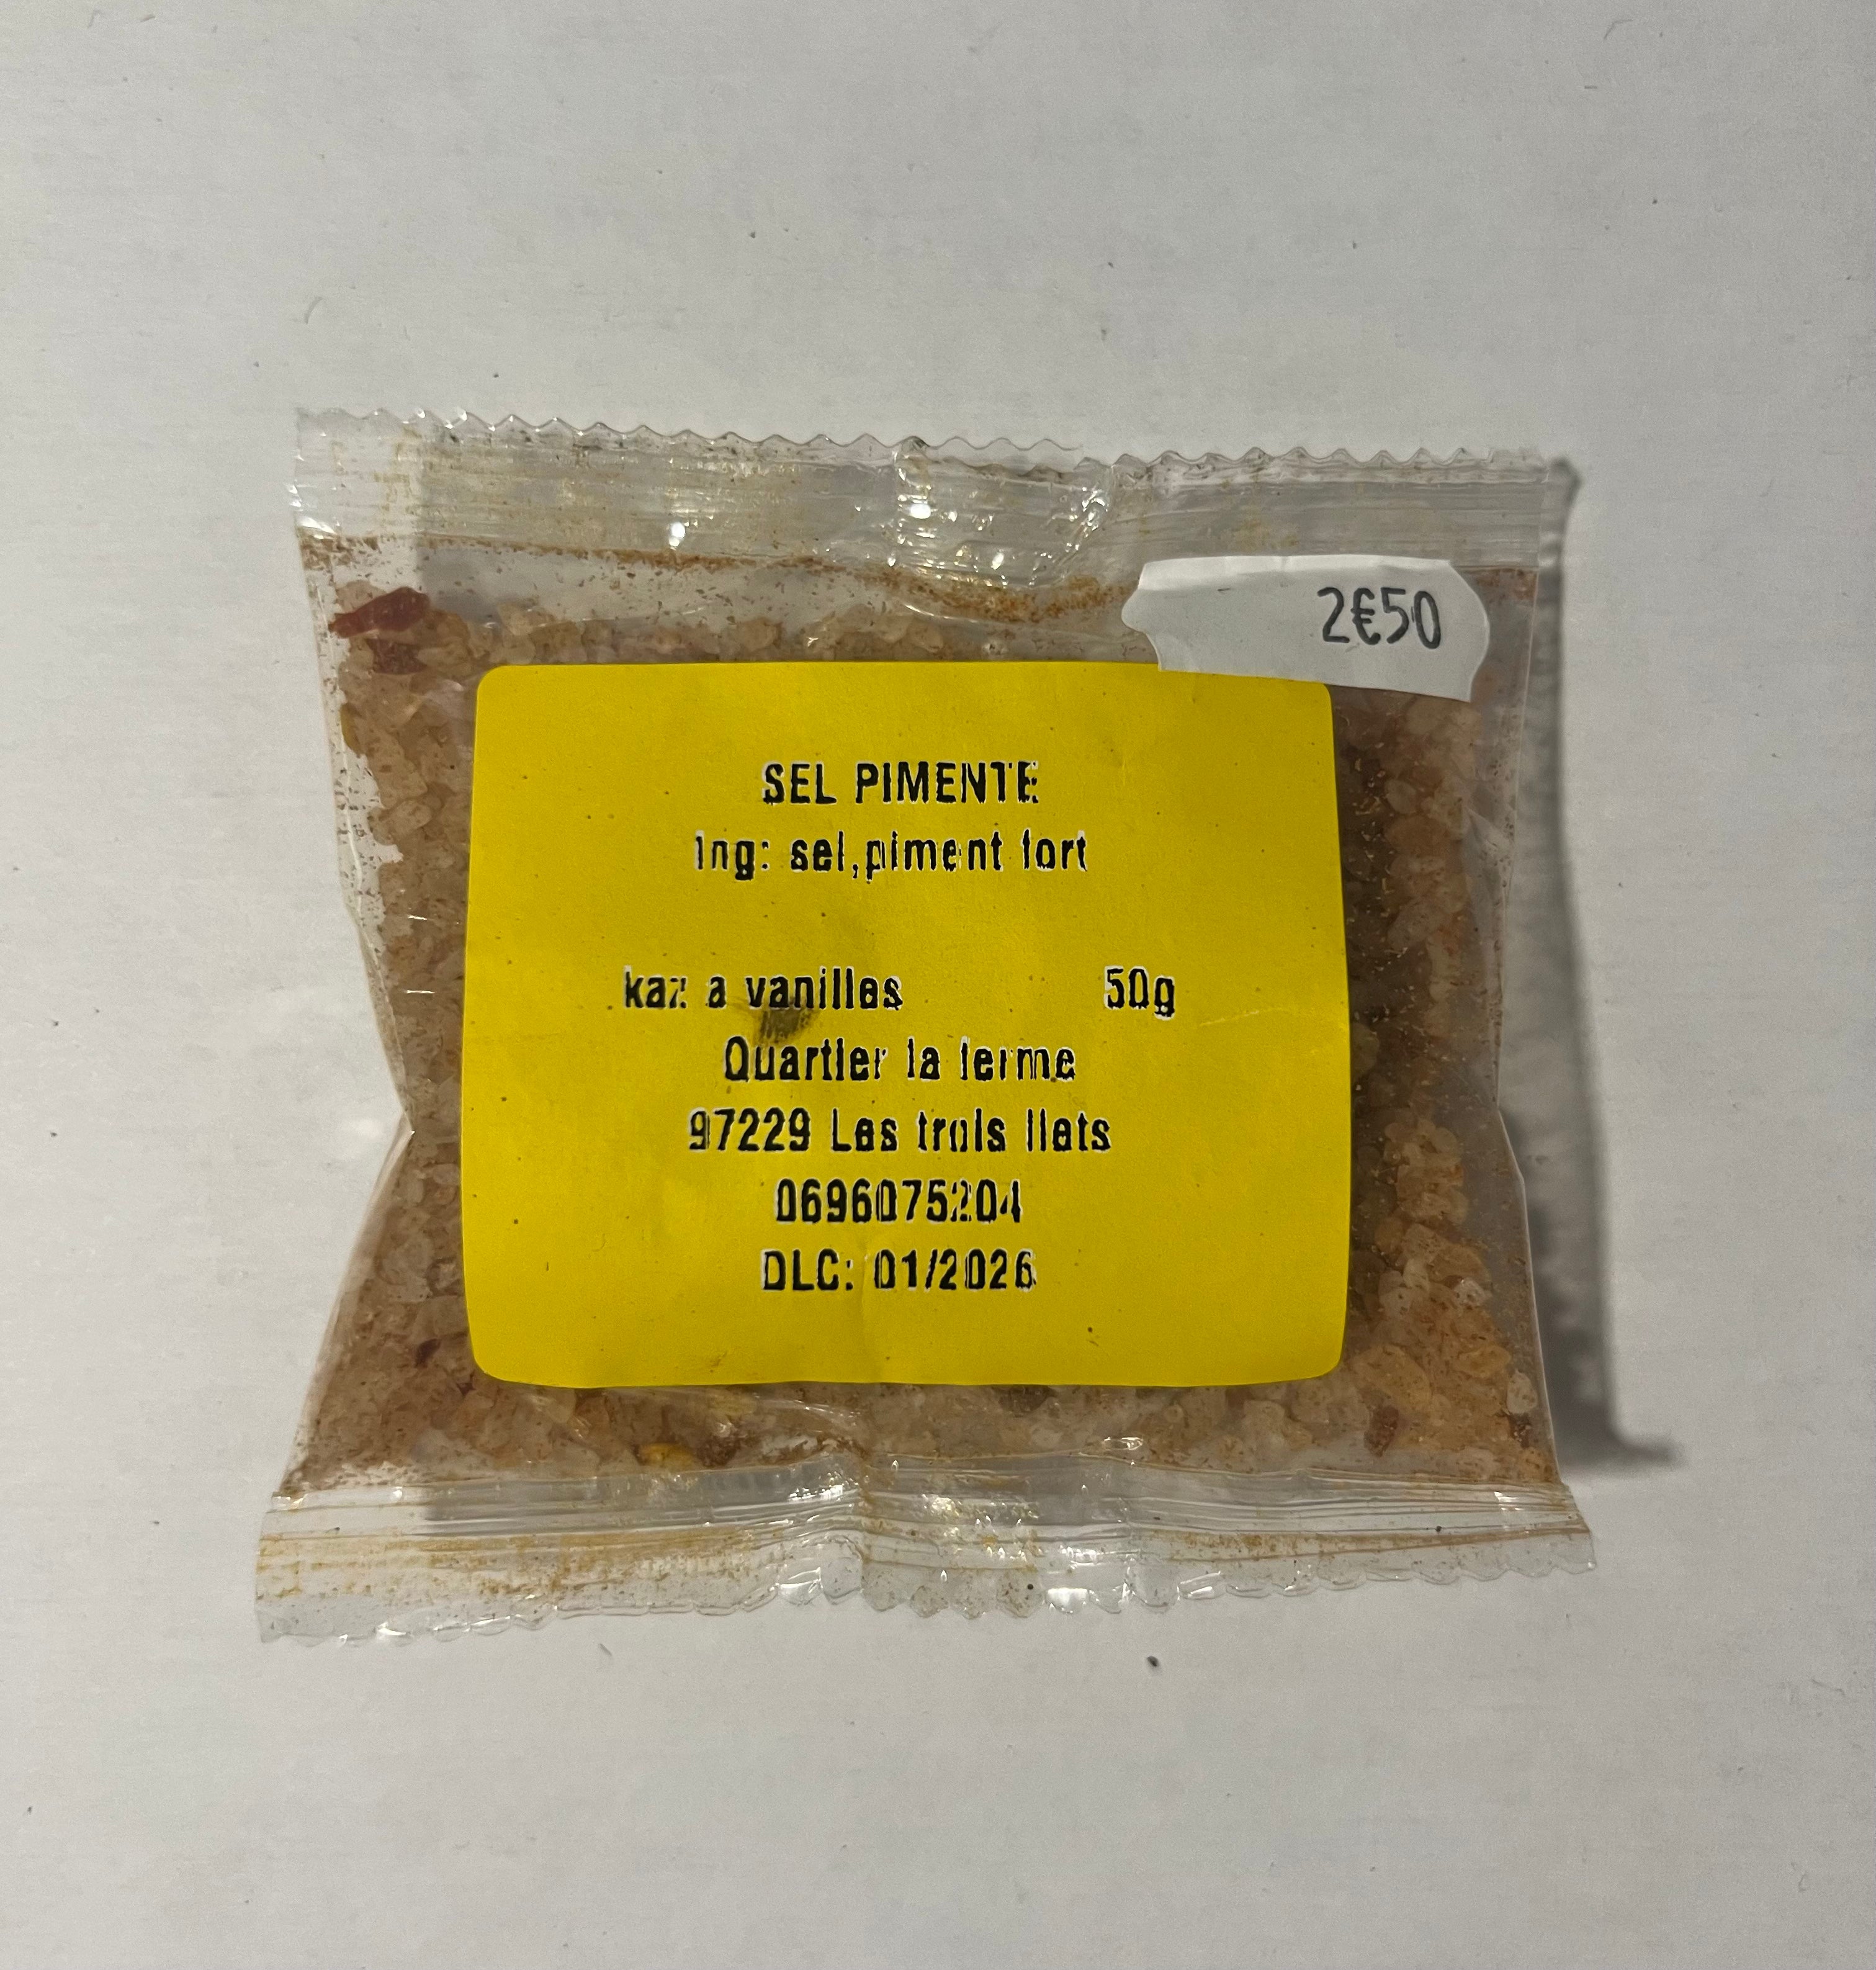 2€50
SEL PIMENTE
Ing: sel,piment fort
kaz a vanilles 50g
Quartier la ferme
97229 Les trois Ilets
0696075204
DLC: 01/2026